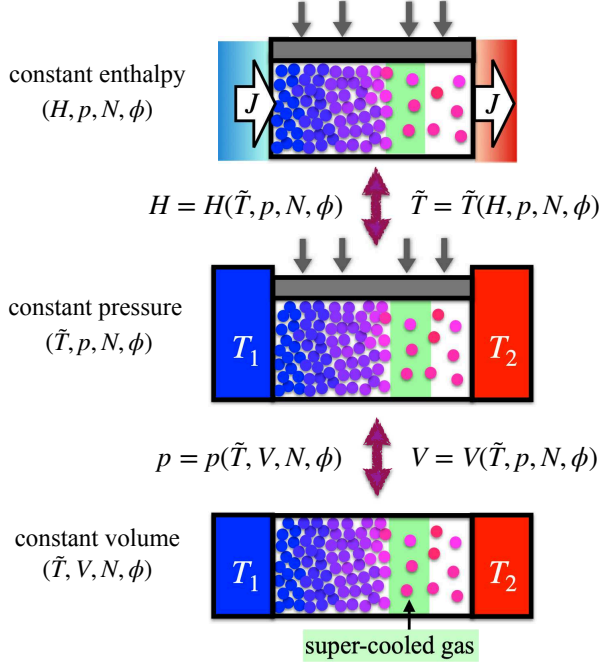 constant enthalpy
(H, p, N, ϕ)
J
J
H = H(T̃, p, N, ϕ)
T̃ = T̃(H, p, N, ϕ)
constant pressure
(T̃, p, N, ϕ)
T₁
T₂
p = p(T̃, V, N, ϕ)
V = V(T̃, p, N, ϕ)
constant volume
(T̃, V, N, ϕ)
T₁
T₂
super-cooled gas